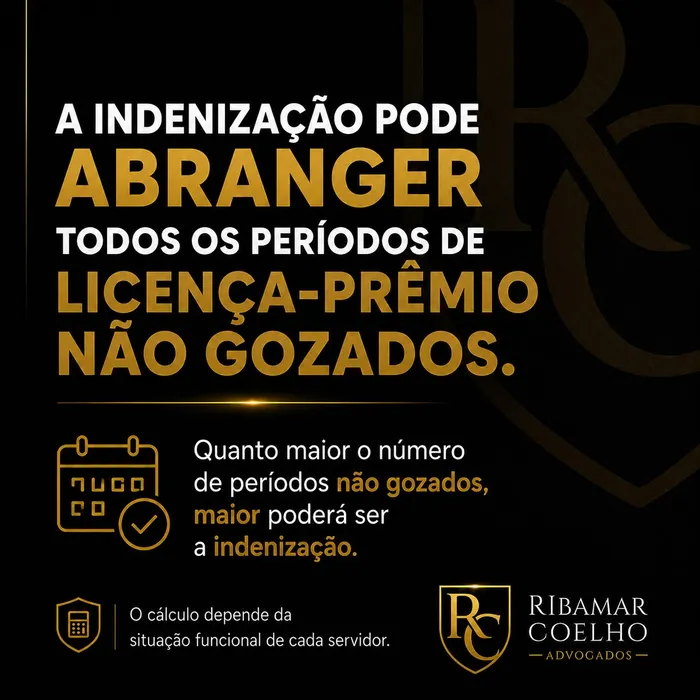 A INDENIZAÇÃO PODE
ABRANGER
TODOS OS PERÍODOS DE
LICENÇA-PRÊMIO
NÃO GOZADOS.
Quanto maior o número
de períodos não gozados,
maior poderá ser
a indenização.
O cálculo depende da
situação funcional de cada servidor.
RC
RIBAMAR
COELHO
ADVOGADOS